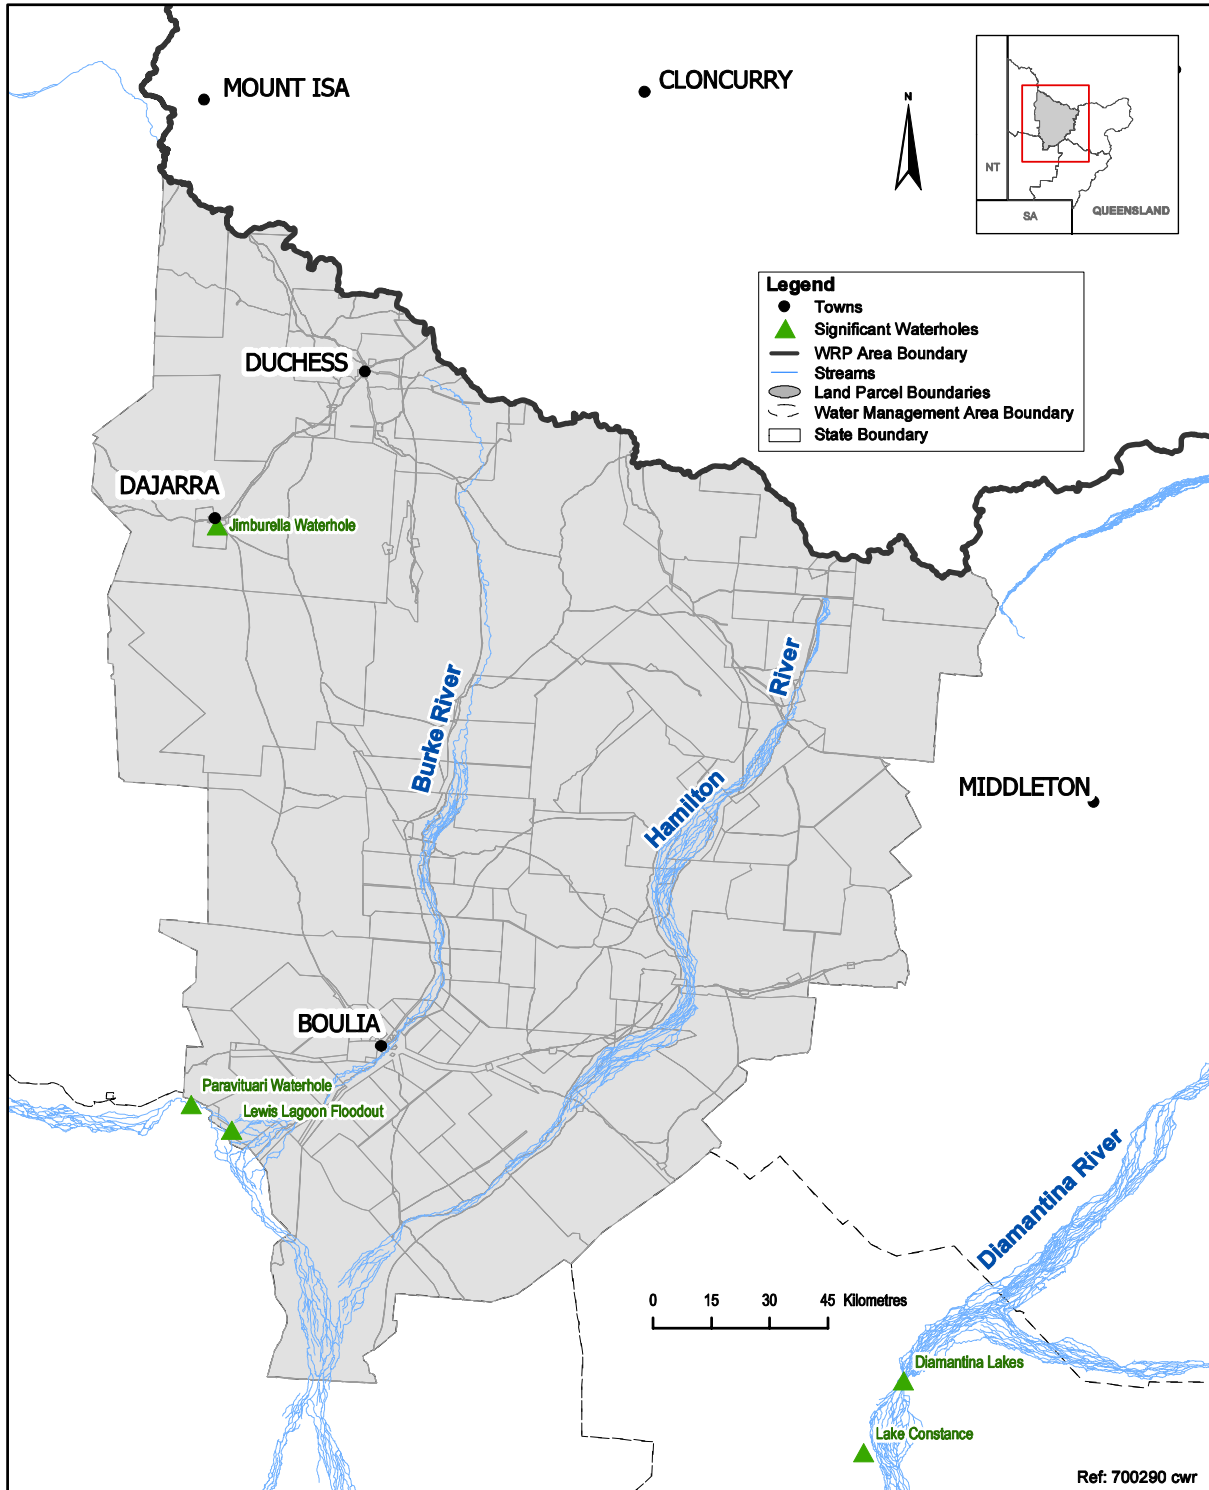 MOUNT ISA
CLONCURRY
N
NT
SA
QUEENSLAND
Legend
Towns
Significant Waterholes
WRP Area Boundary
Streams
Land Parcel Boundaries
Water Management Area Boundary
State Boundary
DUCHESS
DAJARRA
Jimburella Waterhole
Burke River
River
Hamilton
MIDDLETON
BOULIA
Paravituari Waterhole
Lewis Lagoon Floodout
Diamantina River
0 15 30 45 Kilometres
Diamantina Lakes
Lake Constance
Ref: 700290 cwr